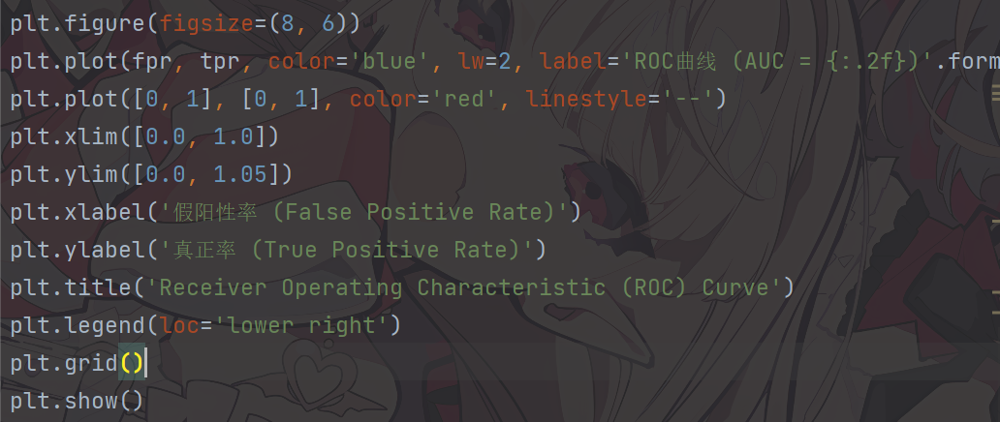 plt.figure(figsize=(8, 6))
plt.plot(fpr, tpr, color='blue', lw=2, label='ROC曲线 (AUC = {:.2f})'.form
plt.plot([0, 1], [0, 1], color='red', linestyle='--')
plt.xlim([0.0, 1.0])
plt.ylim([0.0, 1.05])
plt.xlabel('假阳性率 (False Positive Rate)')
plt.ylabel('真正率 (True Positive Rate)')
plt.title('Receiver Operating Characteristic (ROC) Curve')
plt.legend(loc='lower right')
plt.grid()
plt.show()